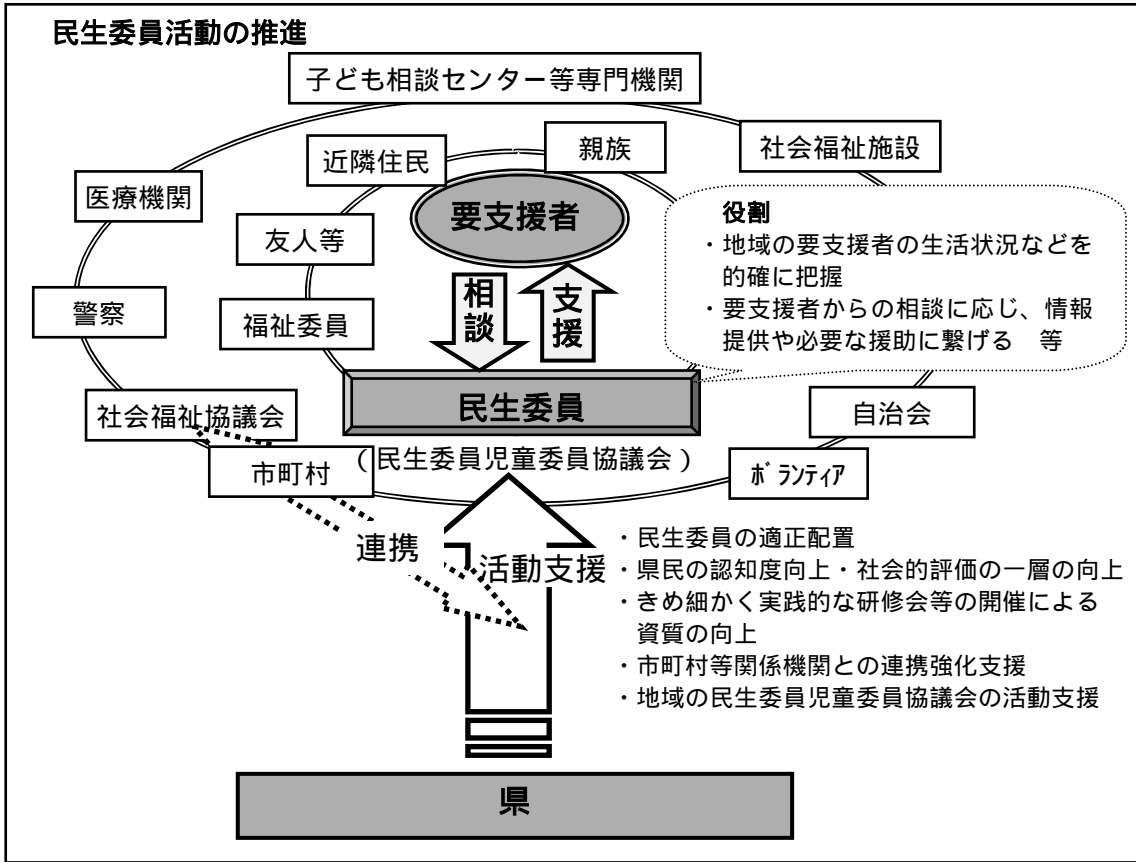 民生委員活動の推進
子ども相談センター等専門機関
近隣住民
親族
社会福祉施設
医療機関
要支援者
友人等
役割
・地域の要支援者の生活状況などを
的確に把握
・要支援者からの相談に応じ、情報
提供や必要な援助に繋げる　等
相談
支援
警察
福祉委員
民生委員
社会福祉協議会
自治会
（民生委員児童委員協議会）
市町村
ﾎﾞﾗﾝﾃｨｱ
連携
活動支援
・民生委員の適正配置
・県民の認知度向上・社会的評価の一層の向上
・きめ細かく実践的な研修会等の開催による
資質の向上
・市町村等関係機関との連携強化支援
・地域の民生委員児童委員協議会の活動支援
県